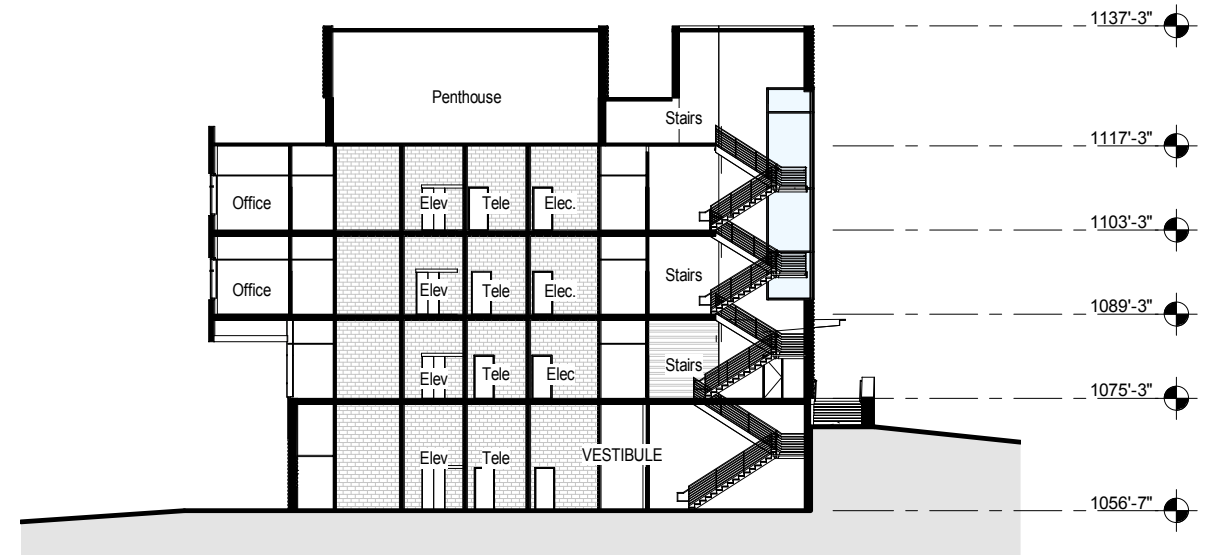 1137'-3"
Penthouse
Stairs
1117'-3"
Office
Elev
Tele
Elec.
1103'-3"
Office
Elev
Tele
Elec.
Stairs
1089'-3"
Elev
Tele
Elec
Stairs
1075'-3"
Elev
Tele
VESTIBULE
1056'-7"